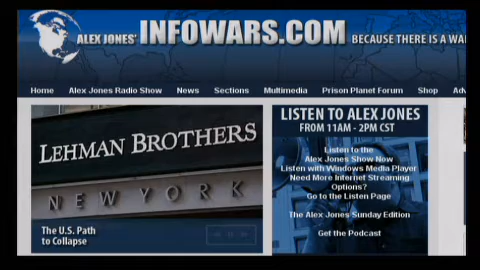 ALEX JONES' INFOWARS.COM BECAUSE THERE IS A
Home Alex Jones Radio Show News Sections Multimedia Prison Planet Forum Shop
LEHMAN BROTHERS
NEW YORK
The U.S. Path
to Collapse
LISTEN TO ALEX JONES
FROM 11AM - 2PM CST
Listen to the
Alex Jones Show Now
Listen with Windows Media Player
Need More Internet Streaming
Options?
Go to the Listen Page
The Alex Jones Sunday Edition
Get the Podcast